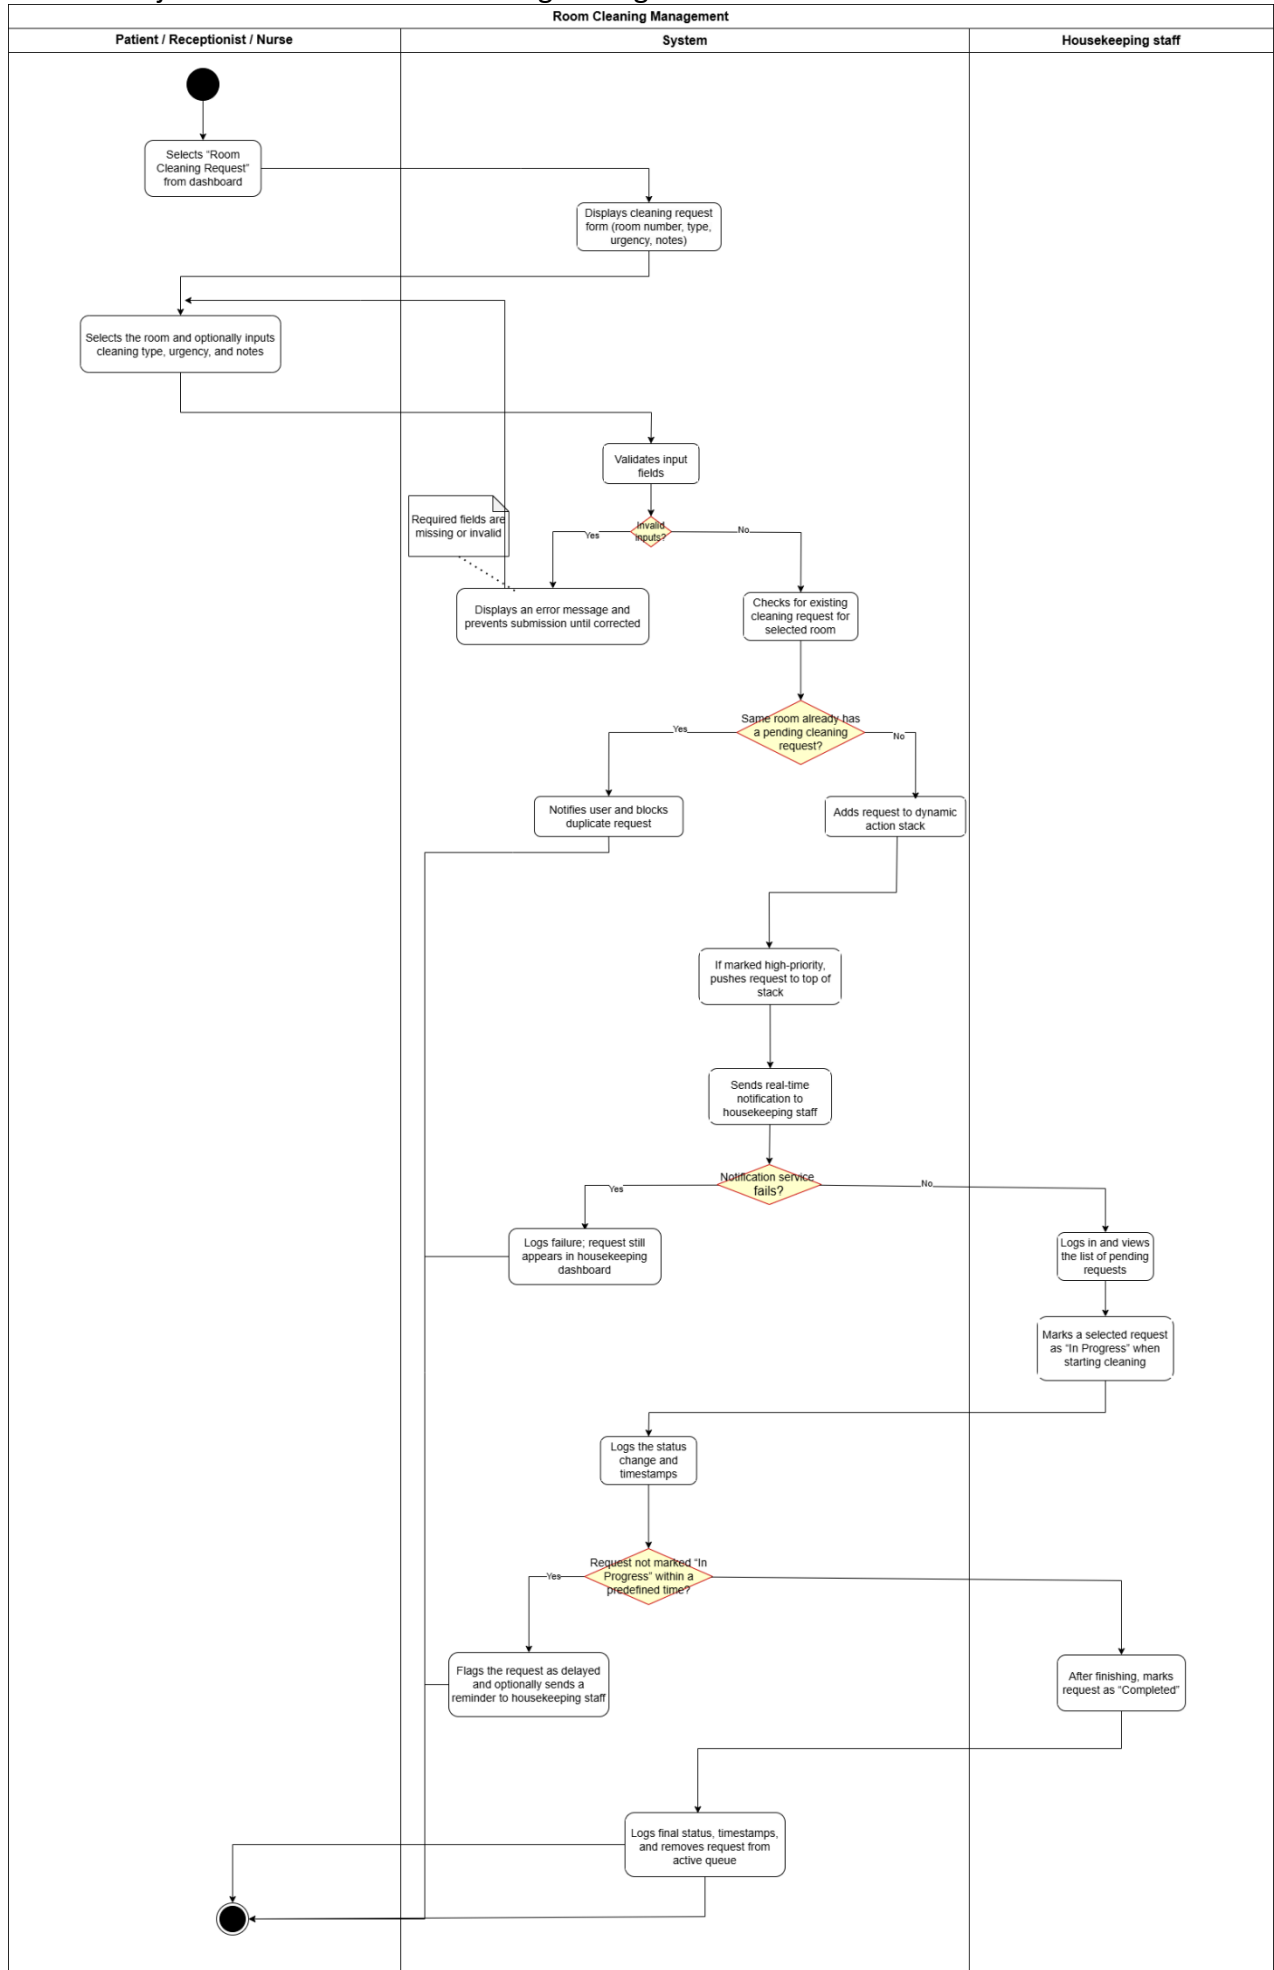 Room Cleaning Management
Patient / Receptionist / Nurse
System
Housekeeping staff
Selects “Room
Cleaning Request”
from dashboard
Displays cleaning request
form (room number, type,
urgency, notes)
Selects the room and optionally inputs
cleaning type, urgency, and notes
Validates input
fields
Required fields are
missing or invalid
Invalid
inputs?
Yes
No
Displays an error message and
prevents submission until corrected
Checks for existing
cleaning request for
selected room
Same room already has
a pending cleaning
request?
Yes
No
Notifies user and blocks
duplicate request
Adds request to dynamic
action stack
If marked high-priority,
pushes request to top of
stack
Sends real-time
notification to
housekeeping staff
Notification service
fails?
Yes
No
Logs failure; request still
appears in housekeeping
dashboard
Logs in and views
the list of pending
requests
Marks a selected request
as “In Progress” when
starting cleaning
Logs the status
change and
timestamps
Request not marked “In
Progress” within a
predefined time?
Yes
Flags the request as delayed
and optionally sends a
reminder to housekeeping staff
After finishing, marks
request as “Completed”
Logs final status, timestamps,
and removes request from
active queue